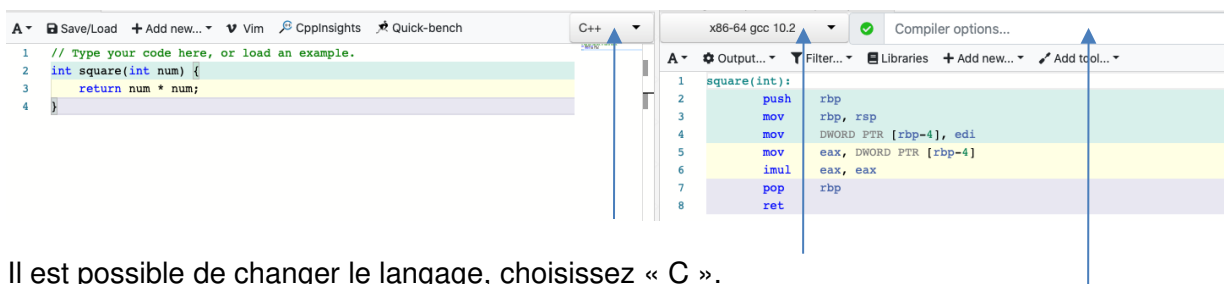 A Save/Load + Add new... Vim CppInsights Quick-bench C++
1 // Type your code here, or load an example.
2 int square(int num) {
3 return num * num;
4 }
x86-64 gcc 10.2 Compiler options...
A Output... Filter... Libraries + Add new... Add tool...
1 square(int):
2 push rbp
3 mov rbp, rsp
4 mov DWORD PTR [rbp-4], edi
5 mov eax, DWORD PTR [rbp-4]
6 imul eax, eax
7 pop rbp
8 ret
Il est possible de changer le langage, choisissez « C ».